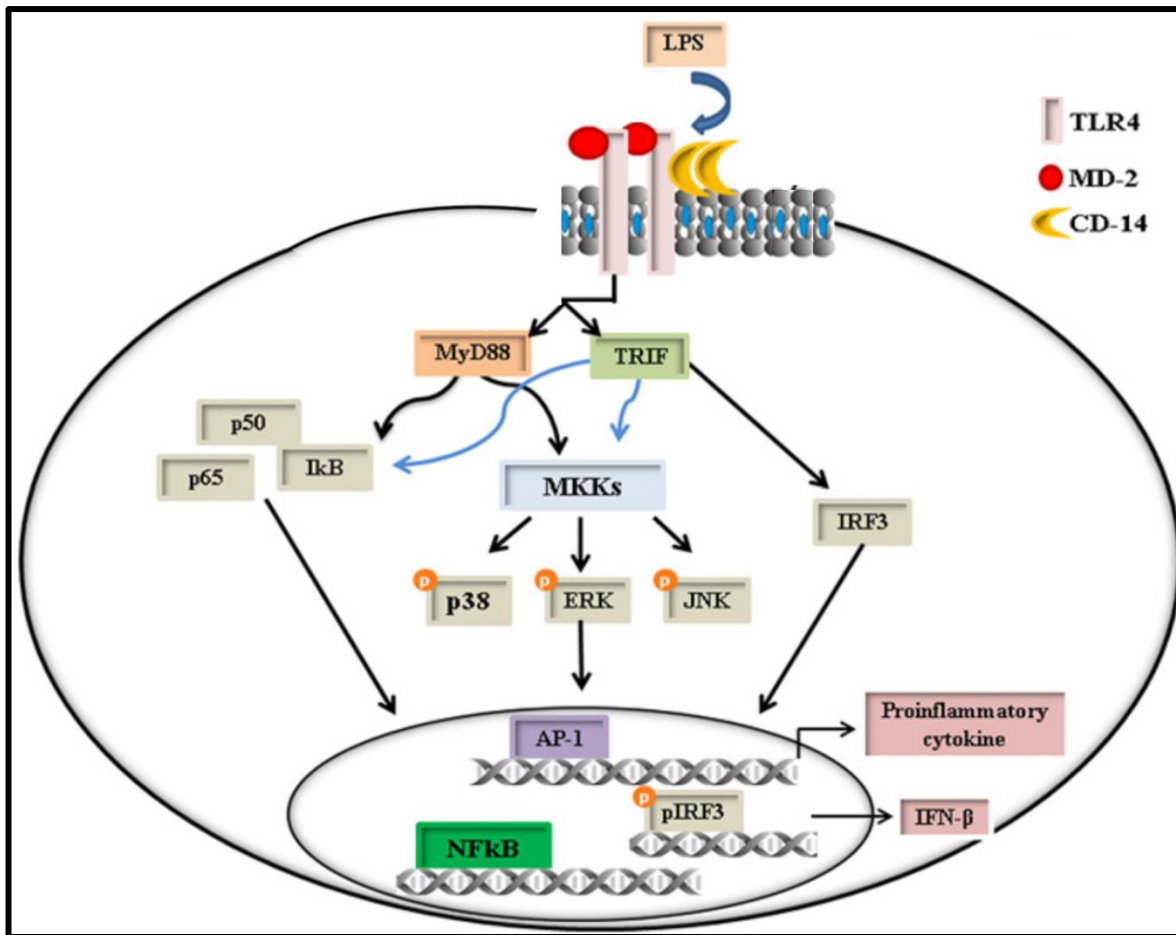 LPS
TLR4
MD-2
CD-14
MyD88
TRIF
p50
IkB
p65
MKKs
IRF3
p
p38
p
ERK
p
JNK
Proinflammatory
cytokine
AP-1
p
pIRF3
IFN-β
NFkB